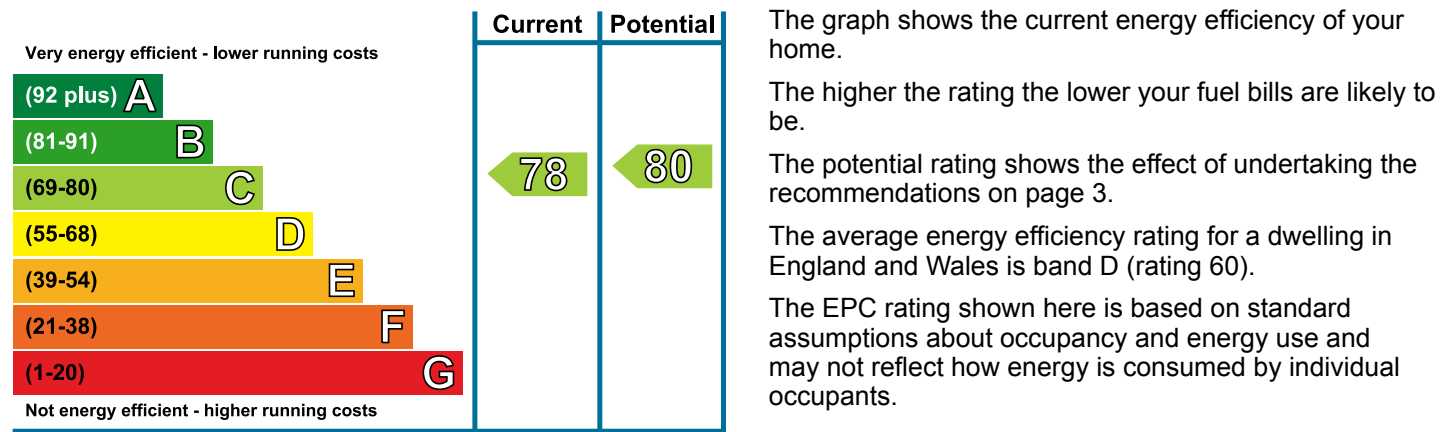 Current Potential
Very energy efficient - lower running costs
(92 plus) A
(81-91) B
(69-80) C
(55-68) D
(39-54) E
(21-38) F
(1-20) G
Not energy efficient - higher running costs
78 80
The graph shows the current energy efficiency of your
home.
The higher the rating the lower your fuel bills are likely to
be.
The potential rating shows the effect of undertaking the
recommendations on page 3.
The average energy efficiency rating for a dwelling in
England and Wales is band D (rating 60).
The EPC rating shown here is based on standard
assumptions about occupancy and energy use and
may not reflect how energy is consumed by individual
occupants.